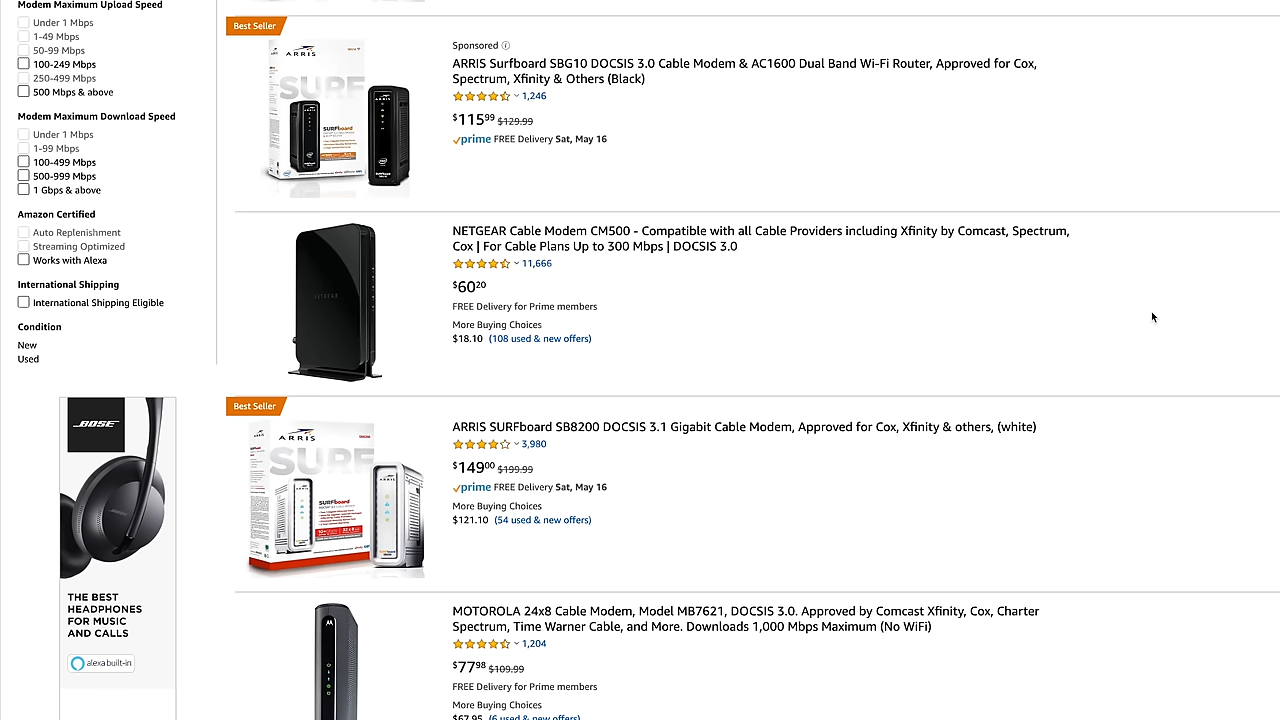 Modem Maximum Upload Speed
Under 1 Mbps
1-49 Mbps
50-99 Mbps
100-249 Mbps
250-499 Mbps
500 Mbps & above
Modem Maximum Download Speed
Under 1 Mbps
1-99 Mbps
100-499 Mbps
500-999 Mbps
1 Gbps & above
Amazon Certified
Auto Replenishment
Streaming Optimized
Works with Alexa
International Shipping
International Shipping Eligible
Condition
New
Used
BOSE
THE BEST
HEADPHONES
FOR MUSIC
AND CALLS
alexa built-in
Best Seller
ARRIS
SURF
SURFboard
ARRIS
Sponsored
ARRIS Surfboard SBG10 DOCSIS 3.0 Cable Modem & AC1600 Dual Band Wi-Fi Router, Approved for Cox,
Spectrum, Xfinity & Others (Black)
1,246
$115.99 $129.99
prime FREE Delivery Sat, May 16
NETGEAR
NETGEAR Cable Modem CM500 - Compatible with all Cable Providers including Xfinity by Comcast, Spectrum,
Cox | For Cable Plans Up to 300 Mbps | DOCSIS 3.0
11,666
$60.20
FREE Delivery for Prime members
More Buying Choices
$18.10 (108 used & new offers)
Best Seller
ARRIS
SURF
SURFboard
ARRIS SURFboard SB8200 DOCSIS 3.1 Gigabit Cable Modem, Approved for Cox, Xfinity & others, (white)
3,980
$149.00 $199.99
prime FREE Delivery Sat, May 16
More Buying Choices
$121.10 (54 used & new offers)
MOTOROLA 24x8 Cable Modem, Model MB7621, DOCSIS 3.0. Approved by Comcast Xfinity, Cox, Charter
Spectrum, Time Warner Cable, and More. Downloads 1,000 Mbps Maximum (No WiFi)
1,204
$77.98 $109.99
FREE Delivery for Prime members
More Buying Choices
$67.95 (6 used & new offers)